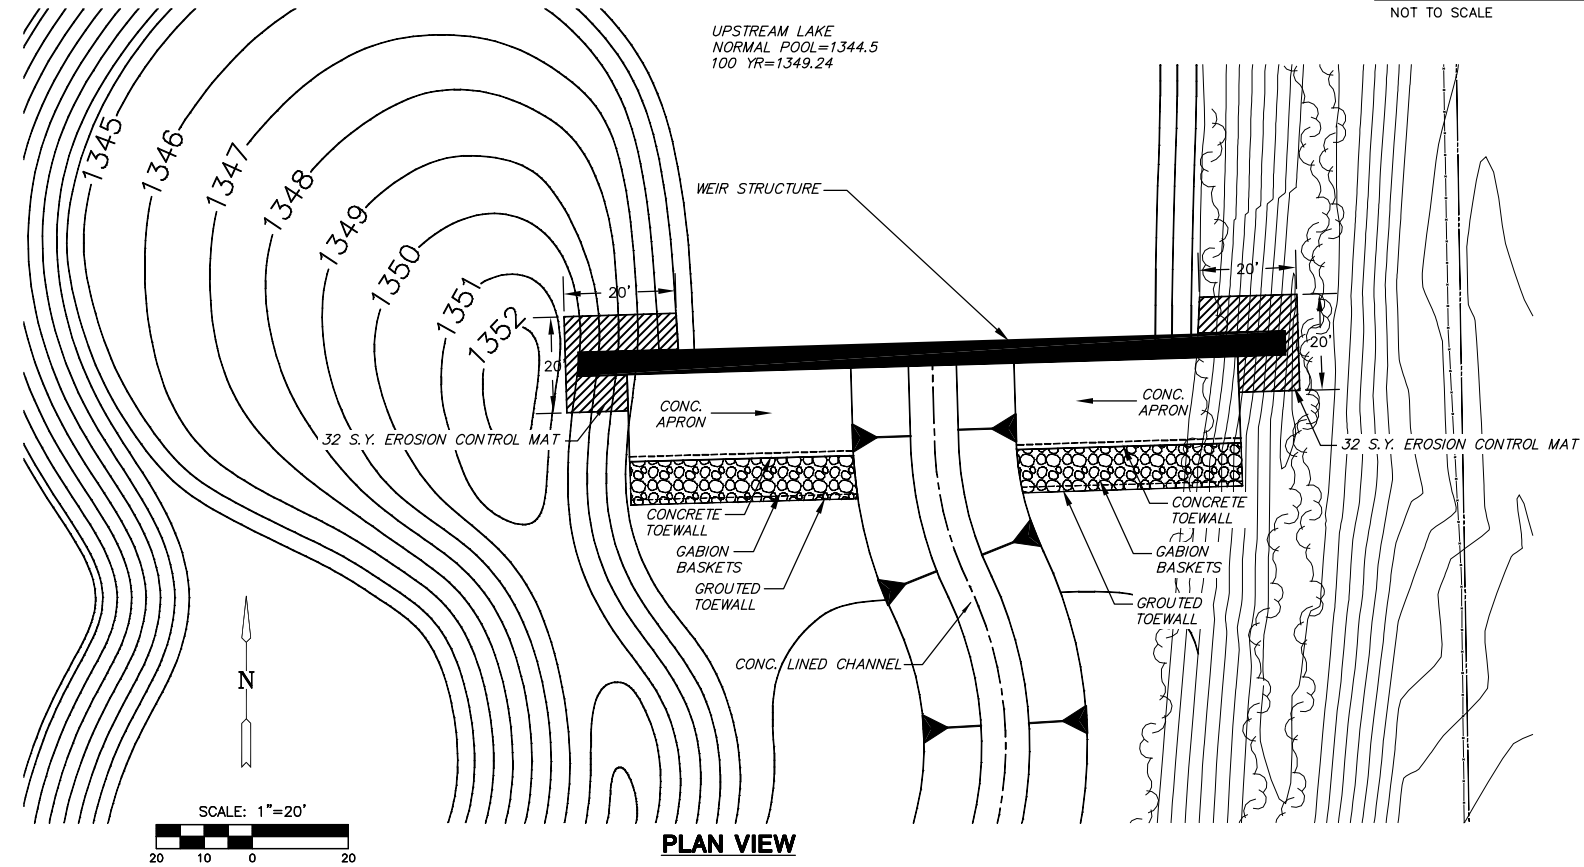 NOT TO SCALE
UPSTREAM LAKE
NORMAL POOL=1344.5
100 YR=1349.24
1345
1346
1347
1348
1349
1350
1351
1352
WEIR STRUCTURE
20'
20'
20'
20'
CONC.
APRON
CONC.
APRON
32 S.Y. EROSION CONTROL MAT
32 S.Y. EROSION CONTROL MAT
CONCRETE
TOEWALL
GABION
BASKETS
GROUTED
TOEWALL
CONCRETE
TOEWALL
GABION
BASKETS
GROUTED
TOEWALL
CONC. LINED CHANNEL
N
SCALE: 1"=20'
20 10 0 20
PLAN VIEW